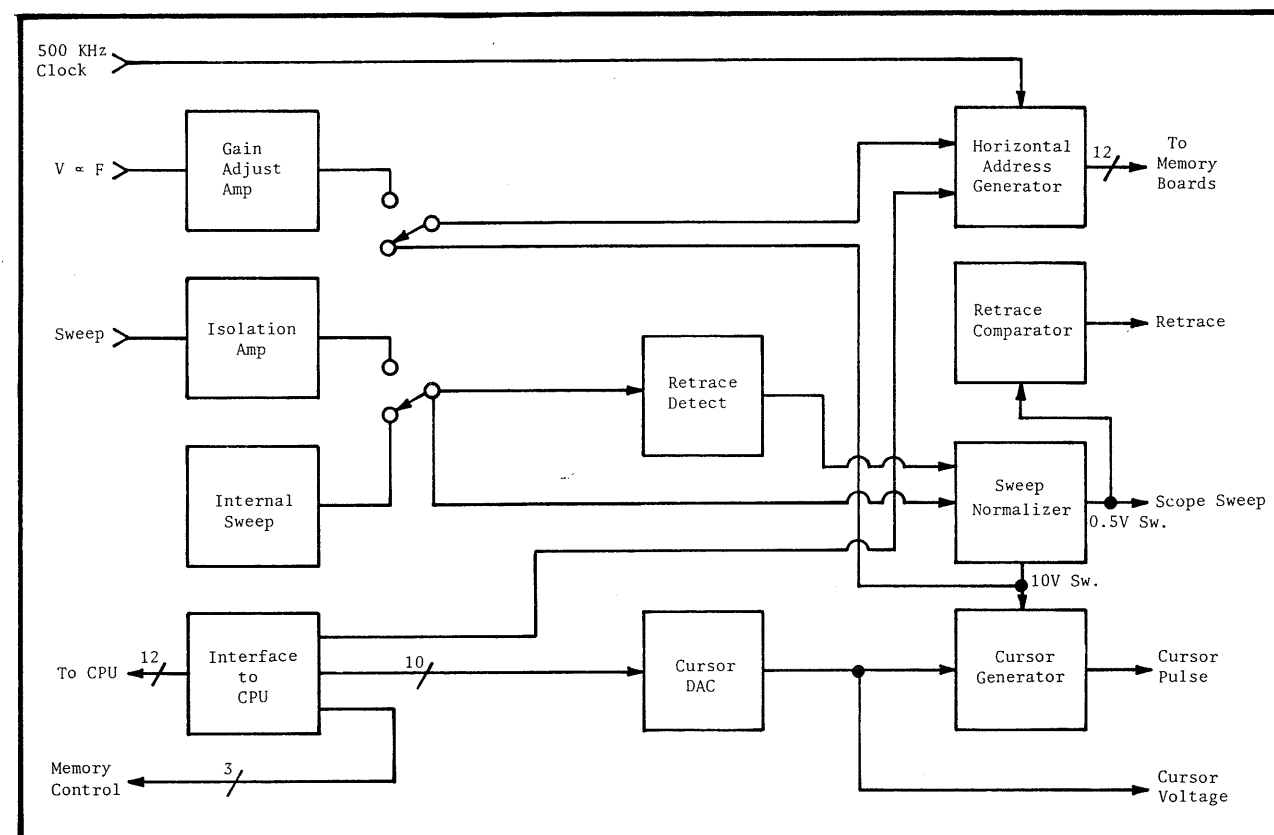 500 KHz
Clock
V ∝ F
Gain
Adjust
Amp
Horizontal
Address
Generator
12
To
Memory
Boards
Sweep
Isolation
Amp
Retrace
Comparator
Retrace
Retrace
Detect
Internal
Sweep
Sweep
Normalizer
Scope Sweep
0.5V Sw.
10V Sw.
To CPU
12
Interface
to
CPU
10
Cursor
DAC
Cursor
Generator
Cursor
Pulse
Memory
Control
3
Cursor
Voltage